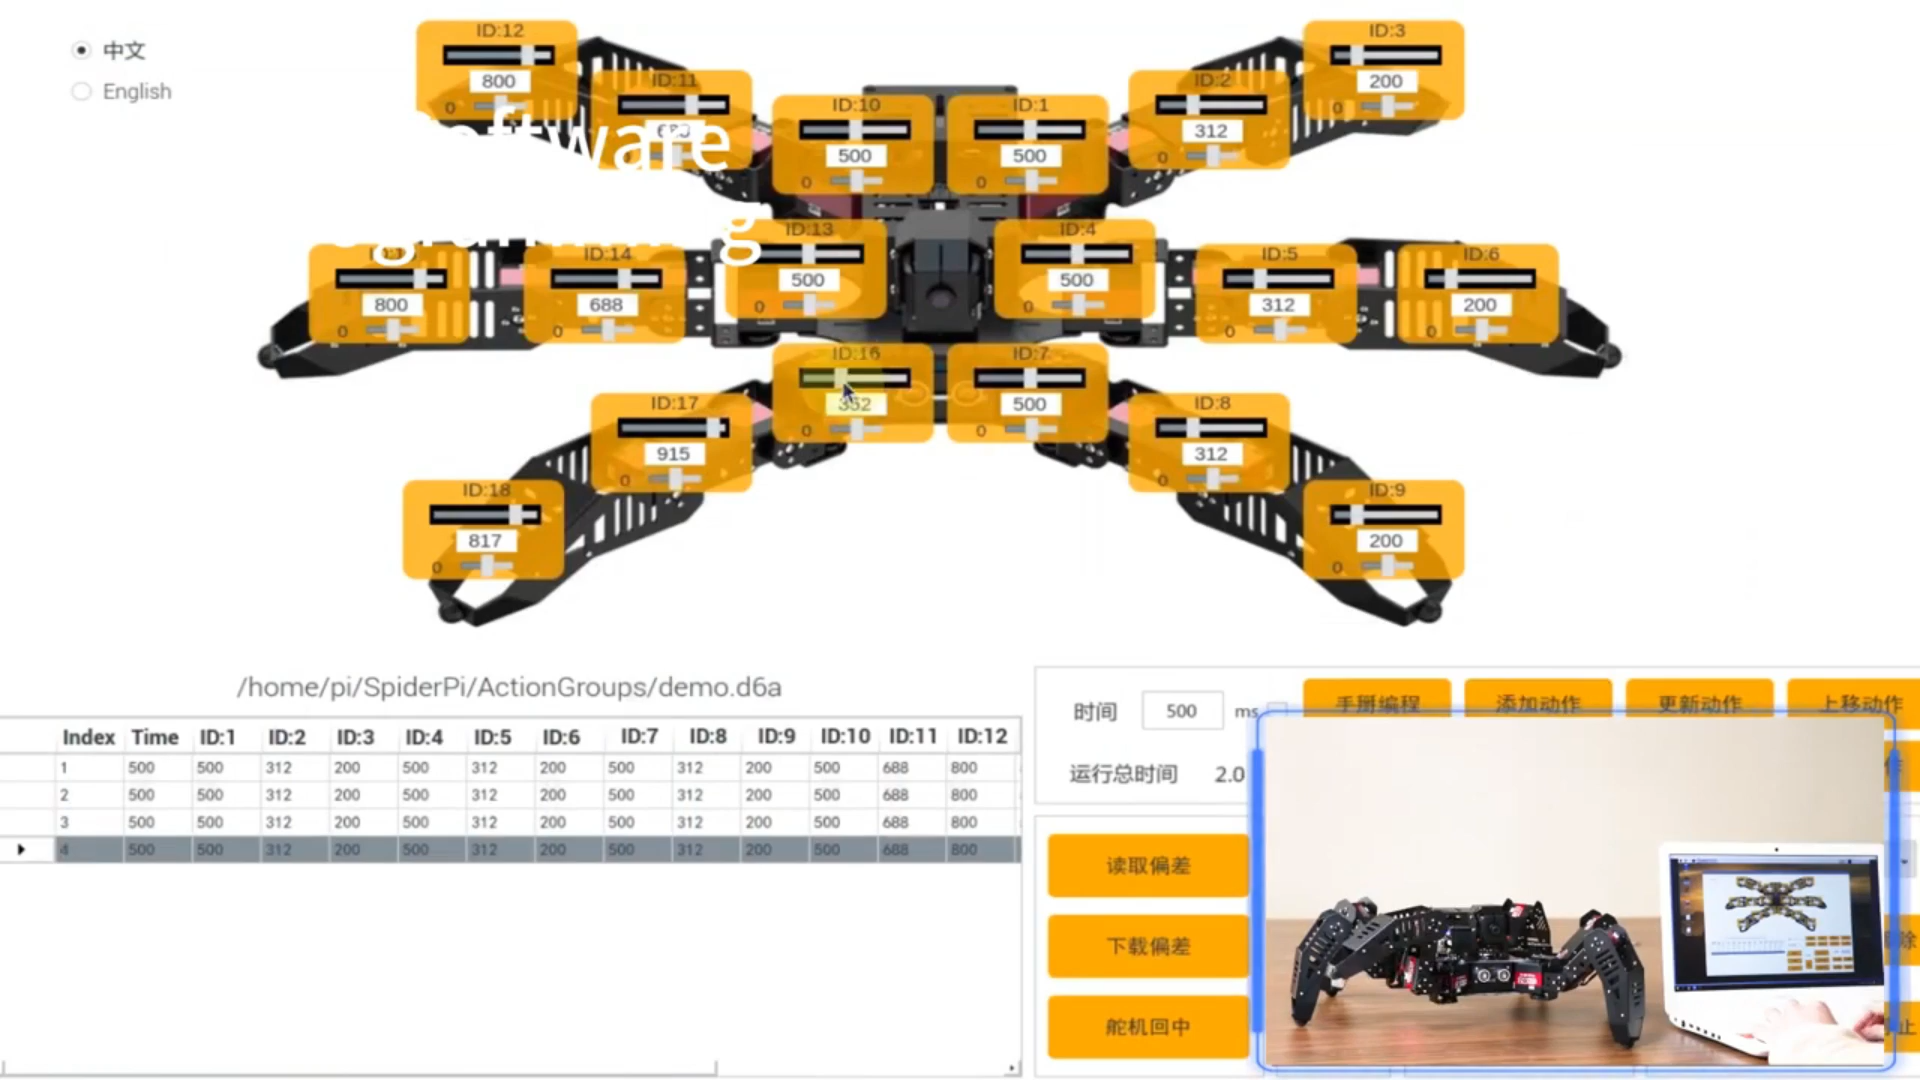 中文
English
ID:12
800
0
ID:11
ID:10
500
0
ID:1
500
0
ID:2
312
0
ID:3
200
0
800
0
ID:14
688
0
ID:13
500
0
ID:4
500
0
ID:5
312
0
ID:6
200
0
ID:18
817
0
ID:17
915
0
ID:16
352
0
ID:7
500
0
ID:8
312
0
ID:9
200
0
/home/pi/SpiderPi/ActionGroups/demo.d6a
Index Time ID:1 ID:2 ID:3 ID:4 ID:5 ID:6 ID:7 ID:8 ID:9 ID:10 ID:11 ID:12
1 500 500 312 200 500 312 200 500 312 200 500 688 800
2 500 500 312 200 500 312 200 500 312 200 500 688 800
3 500 500 312 200 500 312 200 500 312 200 500 688 800
4 500 500 312 200 500 312 200 500 312 200 500 688 800
时间 500 ms
运行总时间 2.0
手掰编程 添加动作 更新动作 上移动作
读取偏差
下载偏差
舵机回中